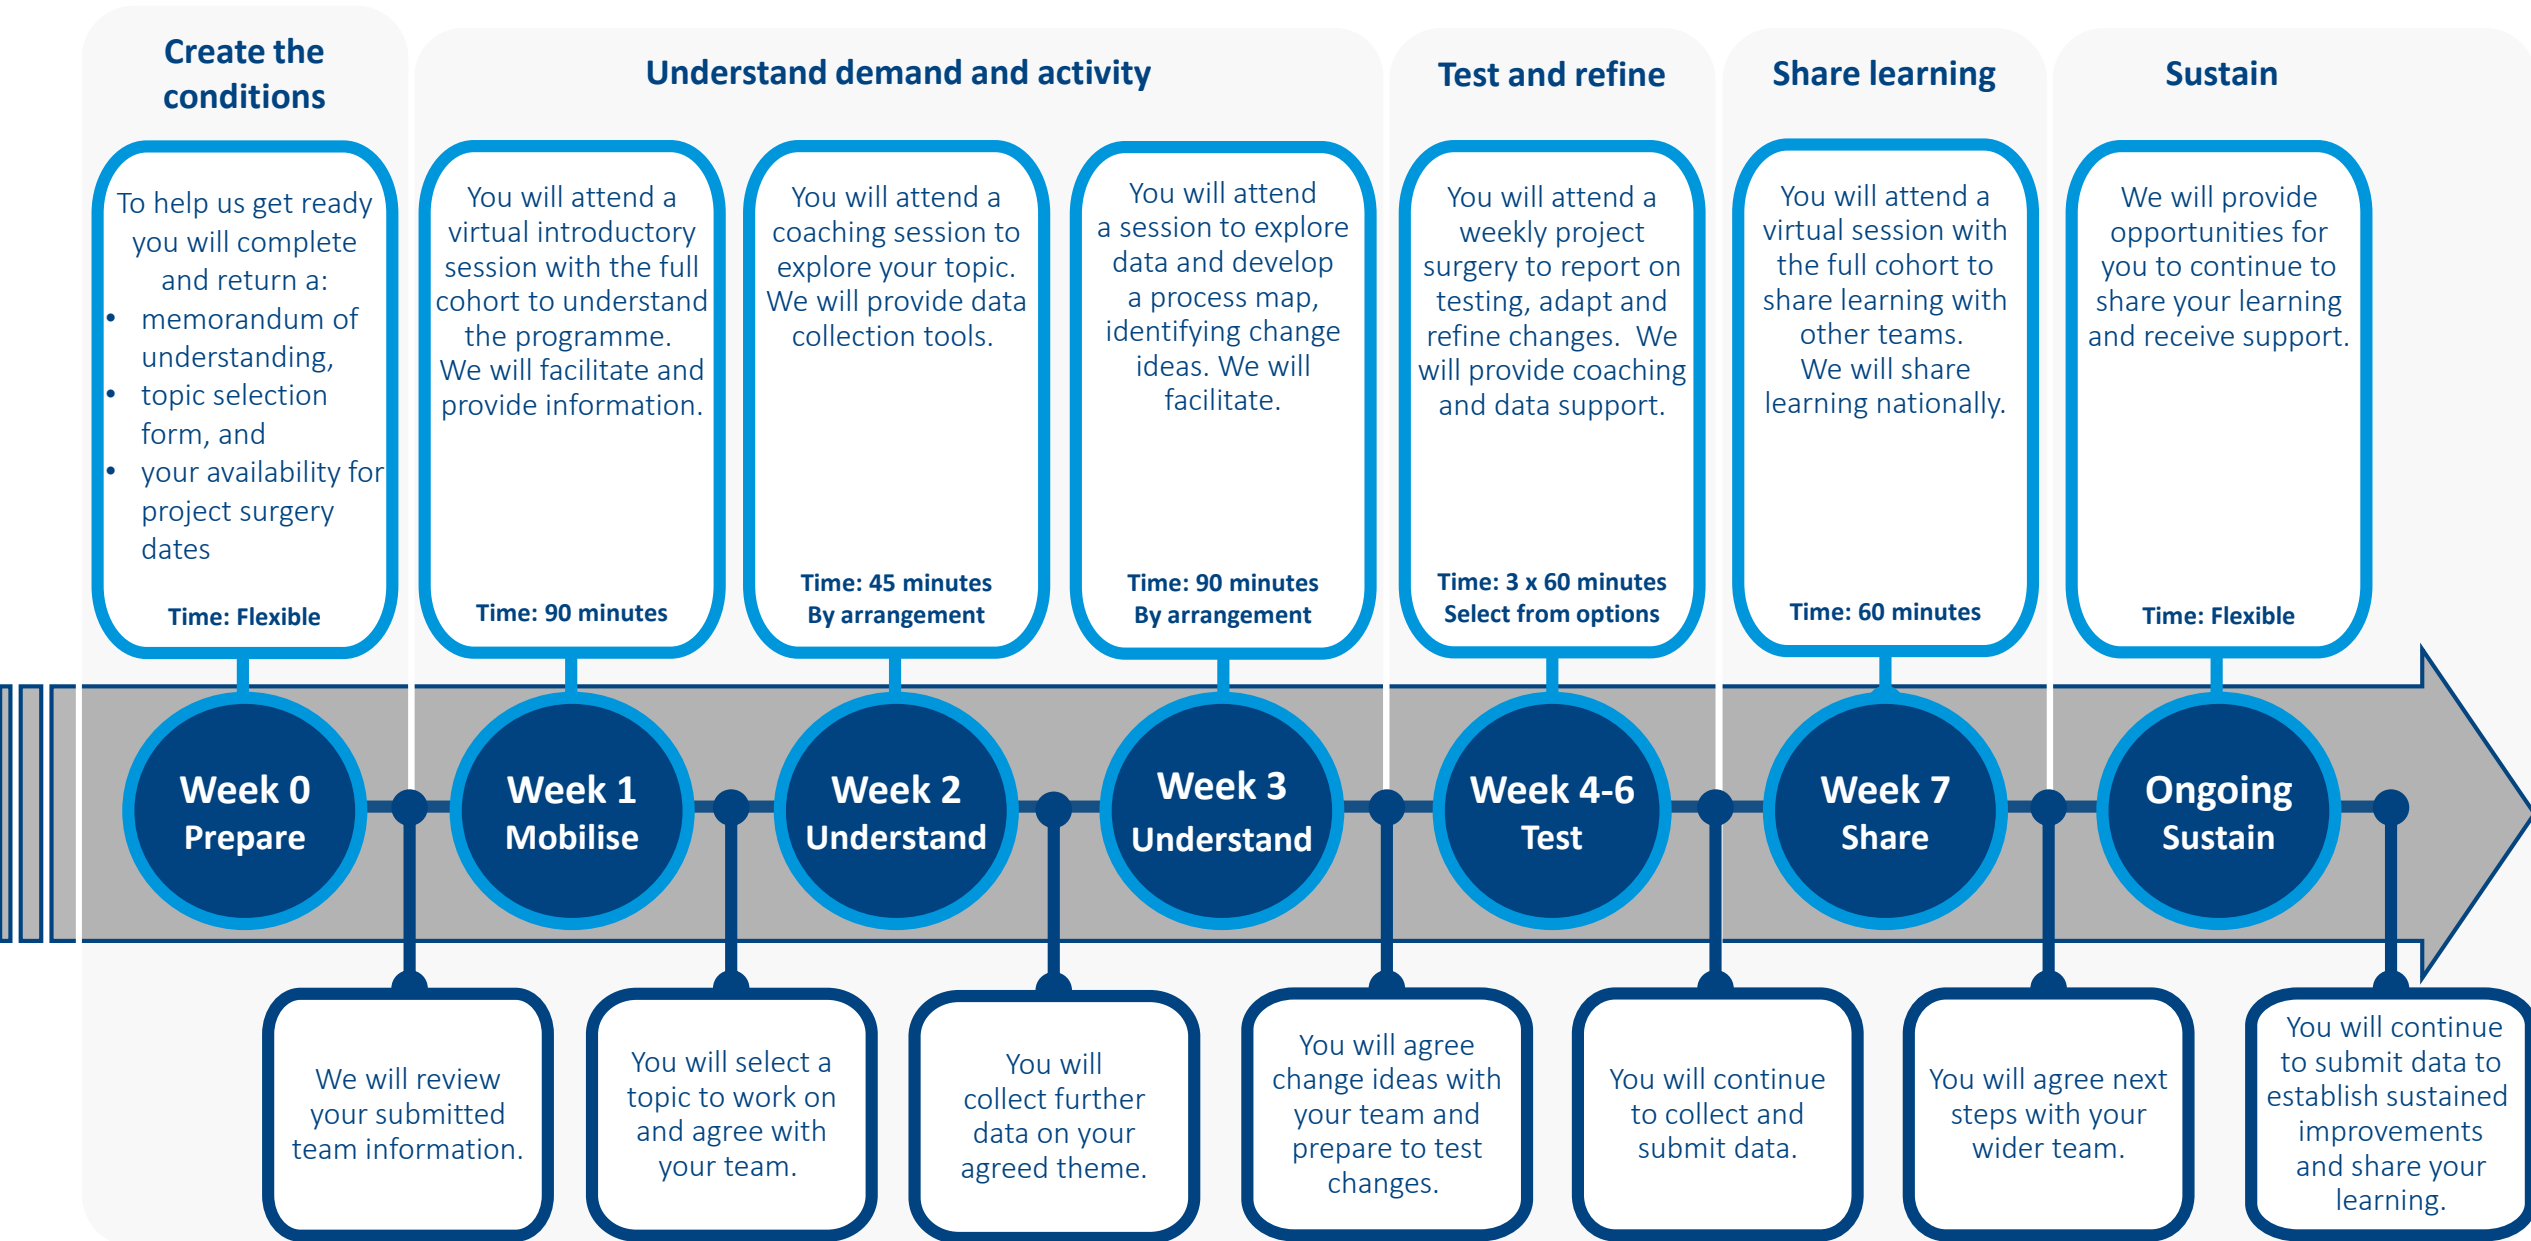 Create the
conditions
Understand demand and activity
Test and refine
Share learning
Sustain
To help us get ready
you will complete
and return a:
• memorandum of
understanding,
• topic selection
form, and
• your availability for
project surgery
dates
Time: Flexible
You will attend a
virtual introductory
session with the full
cohort to understand
the programme.
We will facilitate and
provide information.
Time: 90 minutes
You will attend a
coaching session to
explore your topic.
We will provide data
collection tools.
Time: 45 minutes
By arrangement
You will attend
a session to explore
data and develop
a process map,
identifying change
ideas. We will
facilitate.
Time: 90 minutes
By arrangement
You will attend a
weekly project
surgery to report on
testing, adapt and
refine changes.  We
will provide coaching
and data support.
Time: 3 x 60 minutes
Select from options
You will attend a
virtual session with
the full cohort to
share learning with
other teams.
We will share
learning nationally.
Time: 60 minutes
We will provide
opportunities for
you to continue to
share your learning
and receive support.
Time: Flexible
Week 0
Prepare
Week 1
Mobilise
Week 2
Understand
Week 3
Understand
Week 4-6
Test
Week 7
Share
Ongoing
Sustain
We will review
your submitted
team information.
You will select a
topic to work on
and agree with
your team.
You will
collect further
data on your
agreed theme.
You will agree
change ideas with
your team and
prepare to test
changes.
You will continue
to collect and
submit data.
You will agree next
steps with your
wider team.
You will continue
to submit data to
establish sustained
improvements
and share your
learning.